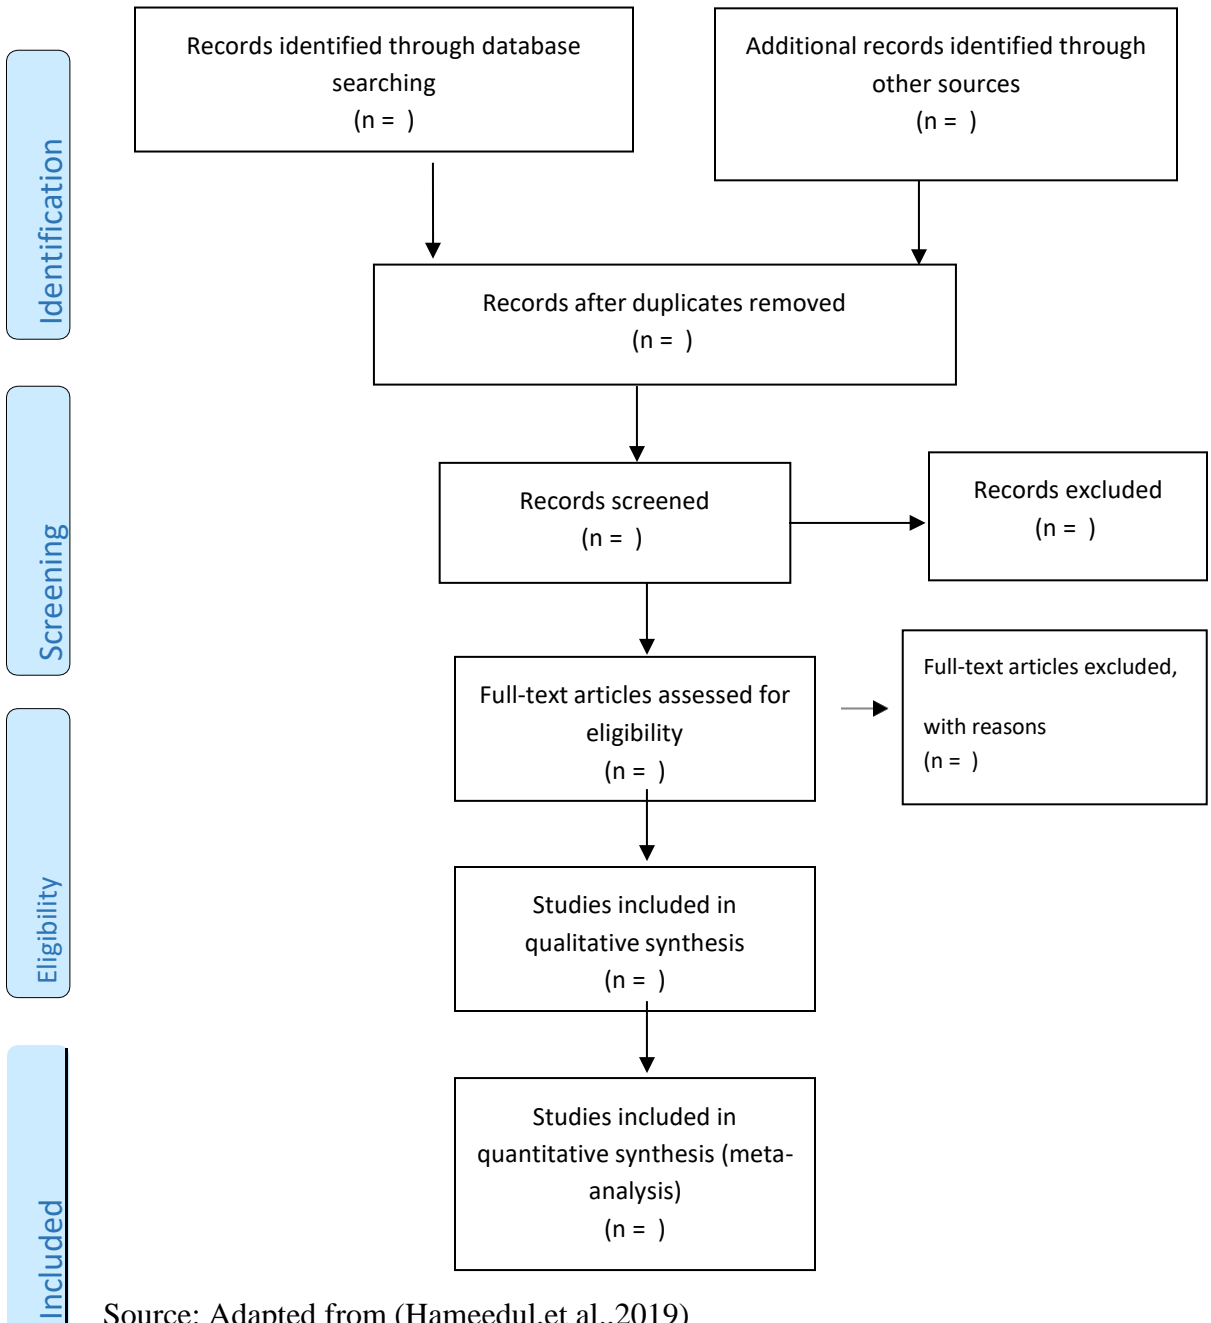 Records identified through database
searching
(n =  )
Additional records identified through
other sources
(n =  )
Identification
Records after duplicates removed
(n =  )
Screening
Records screened
(n =  )
Records excluded
(n =  )
Full-text articles assessed for
eligibility
(n =  )
Full-text articles excluded,
with reasons
(n =  )
Eligibility
Studies included in
qualitative synthesis
(n =  )
Included
Studies included in
quantitative synthesis (meta-
analysis)
(n =  )
Source: Adapted from (Hameedul,et al.,2019)